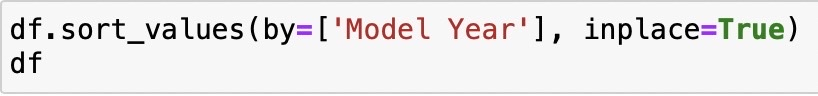 df.sort_values(by=['Model Year'], inplace=True)
df